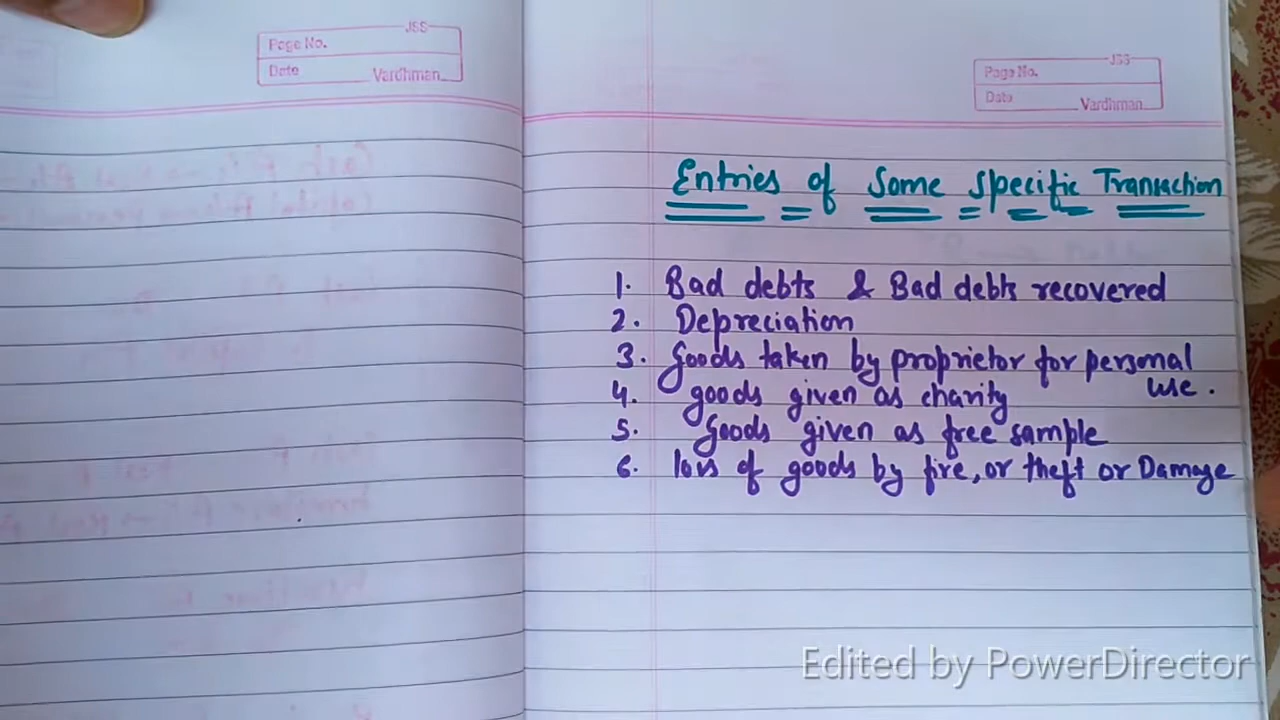 JSS
Page No.
Date
Vardhman
JSS
Page No.
Date
Vardhman
Entries of Some Specific Transaction
1. Bad debts & Bad debts recovered
2. Depreciation
3. Goods taken by proprietor for personal
use.
4. goods given as charity
5. Goods given as free sample
6. loss of goods by fire, or theft or Damage
Edited by PowerDirector